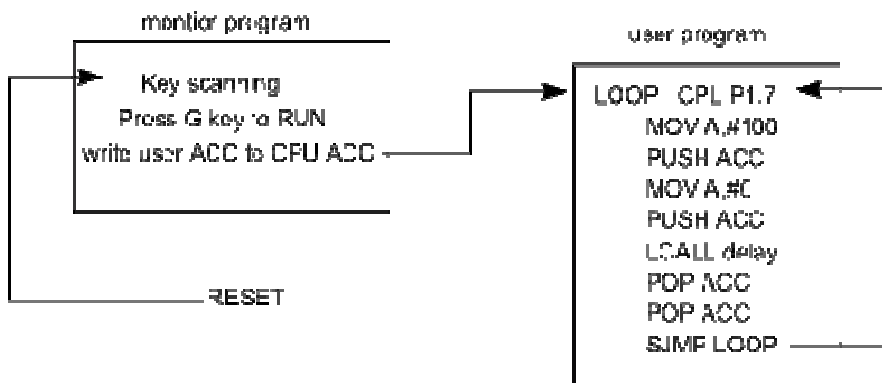 monitor program
Key scanning
Press G key to RUN
write user ACC to CPU ACC
RESET
user program
LOOP CPL P1.7
MOV A,#100
PUSH ACC
MOV A,#0
PUSH ACC
LCALL delay
POP ACC
POP ACC
SJMP LOOP